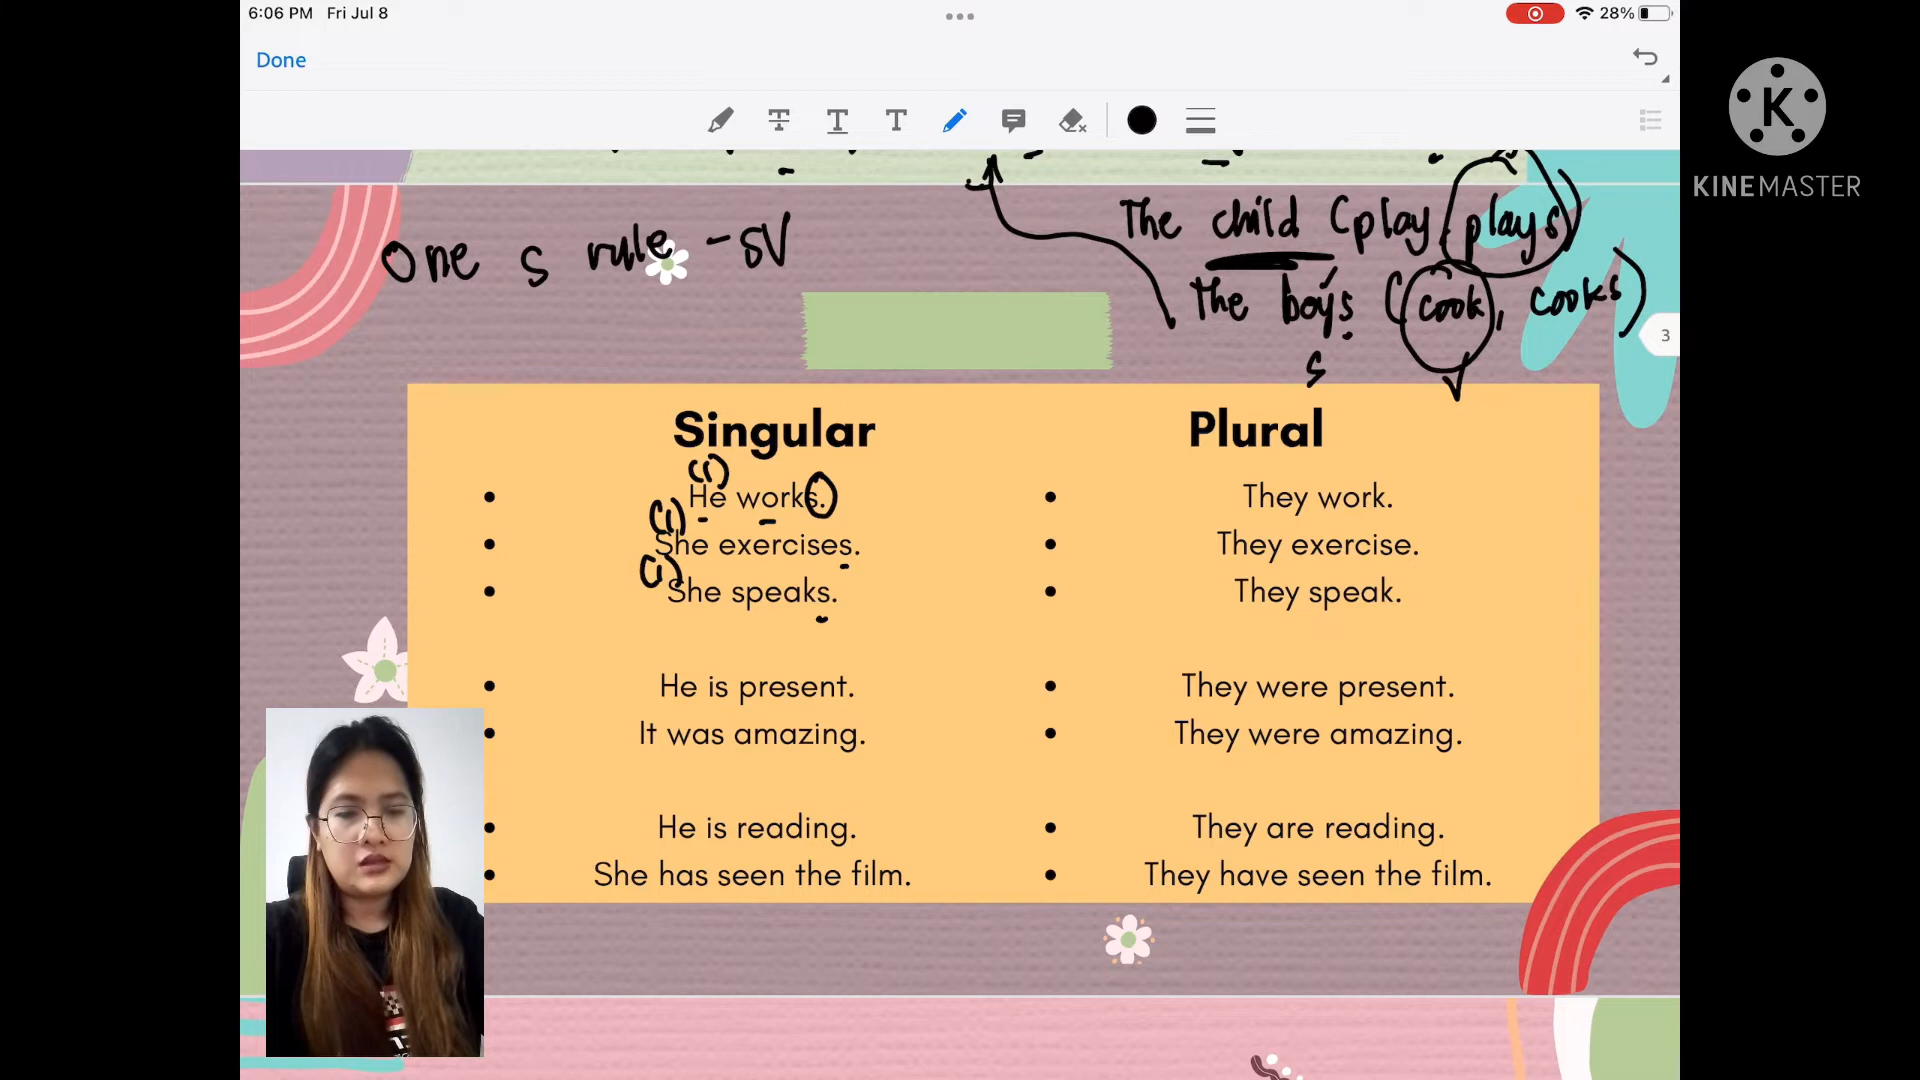 6:06 PM Fri Jul 8
28%
Done
K
KINEMASTER
The child (play, plays)
One s rule - SV
The boys (cook, cooks)
s
3
Singular Plural
(1)
He works. They work.
(1)
She exercises. They exercise.
(1)
She speaks. They speak.
He is present. They were present.
It was amazing. They were amazing.
He is reading. They are reading.
She has seen the film. They have seen the film.